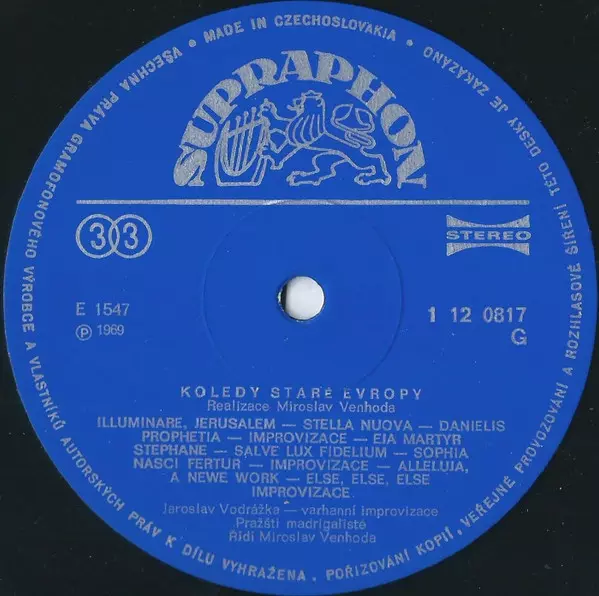 MADE IN CZECHOSLOVAKIA •
VŠECHNA PRÁVA GRAMOFONOVÉHO VÝROBCE A VLASTNÍKŮ AUTORSKÝCH PRÁV K DÍLU VYHRAŽENA. POŘIZOVÁNÍ KOPIÍ, VEŘEJNÉ PROVOZOVÁNÍ A ROZHLASOVÉ ŠÍŘENÍ TÉTO DESKY JE ZAKÁZÁNO •
SUPRAPHON
33
STEREO
E 1547
1 12 0817
℗ 1969
G
KOLEDY STARÉ EVROPY
Realizace Miroslav Venhoda
ILLUMINARE, JERUSALEM — STELLA NUOVA — DANIELIS
PROPHETIA — IMPROVIZACE — EIA MARTYR
STEPHANE — SALVE LUX FIDELIUM — SOPHIA
NASCI FERTUR — IMPROVIZACE — ALLELUIA,
A NEWE WORK — ELSE, ELSE, ELSE
IMPROVIZACE
Jaroslav Vodrážka — varhanní improvizace
Pražští madrigalisté
Řídí Miroslav Venhoda